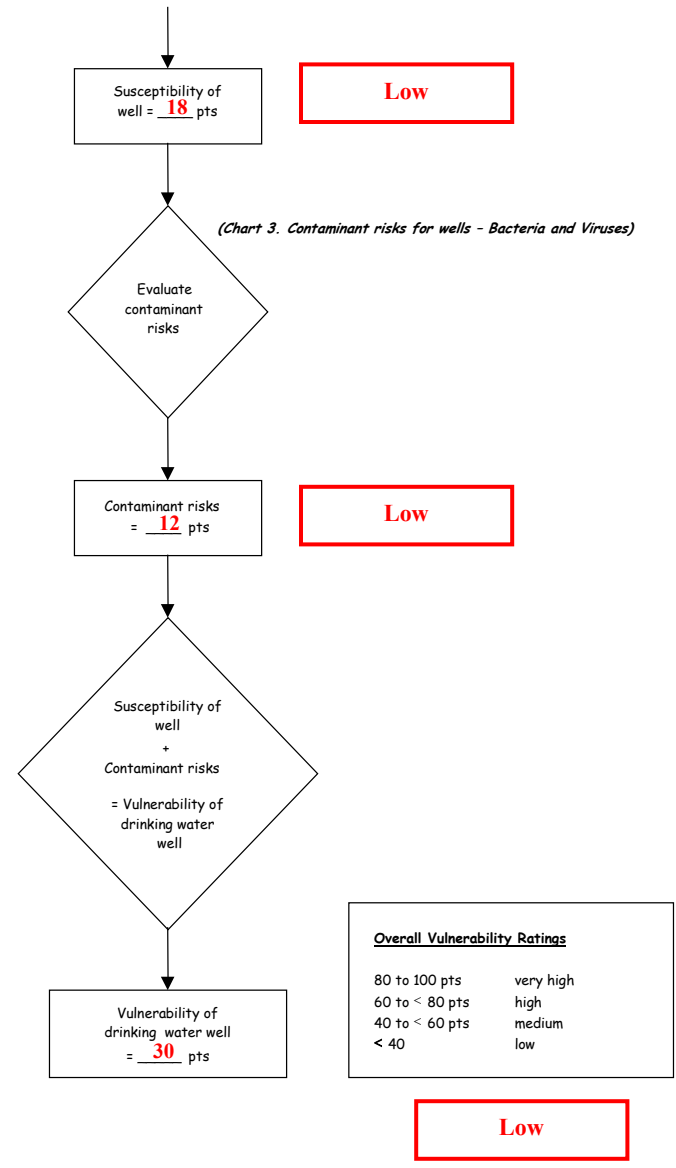 Susceptibility of
well = 18 pts
Low
(Chart 3. Contaminant risks for wells – Bacteria and Viruses)
Evaluate
contaminant
risks
Contaminant risks
= 12 pts
Low
Susceptibility of
well
+
Contaminant risks
= Vulnerability of
drinking water
well
Overall Vulnerability Ratings
80 to 100 pts very high
60 to < 80 pts high
40 to < 60 pts medium
< 40 low
Vulnerability of
drinking water well
= 30 pts
Low